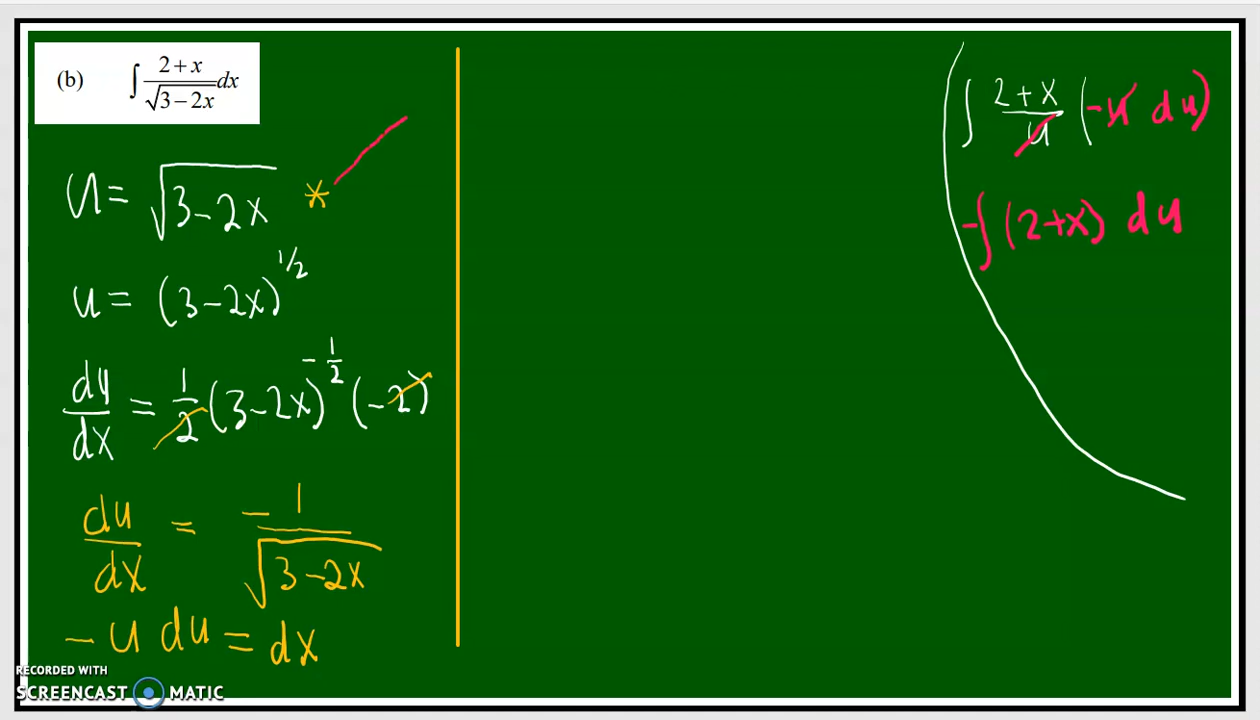 (b) ∫ (2 + x)/√(3 − 2x) dx
u = √(3 − 2x) *
u = (3 − 2x)^1/2
du/dx = 1/2 (3 − 2x)^−1/2 (−2)
du/dx = − 1/√(3 − 2x)
− u du = dx
∫ (2 + x)/u (−u du)
−∫ (2 + x) du
RECORDED WITH
SCREENCAST MATIC